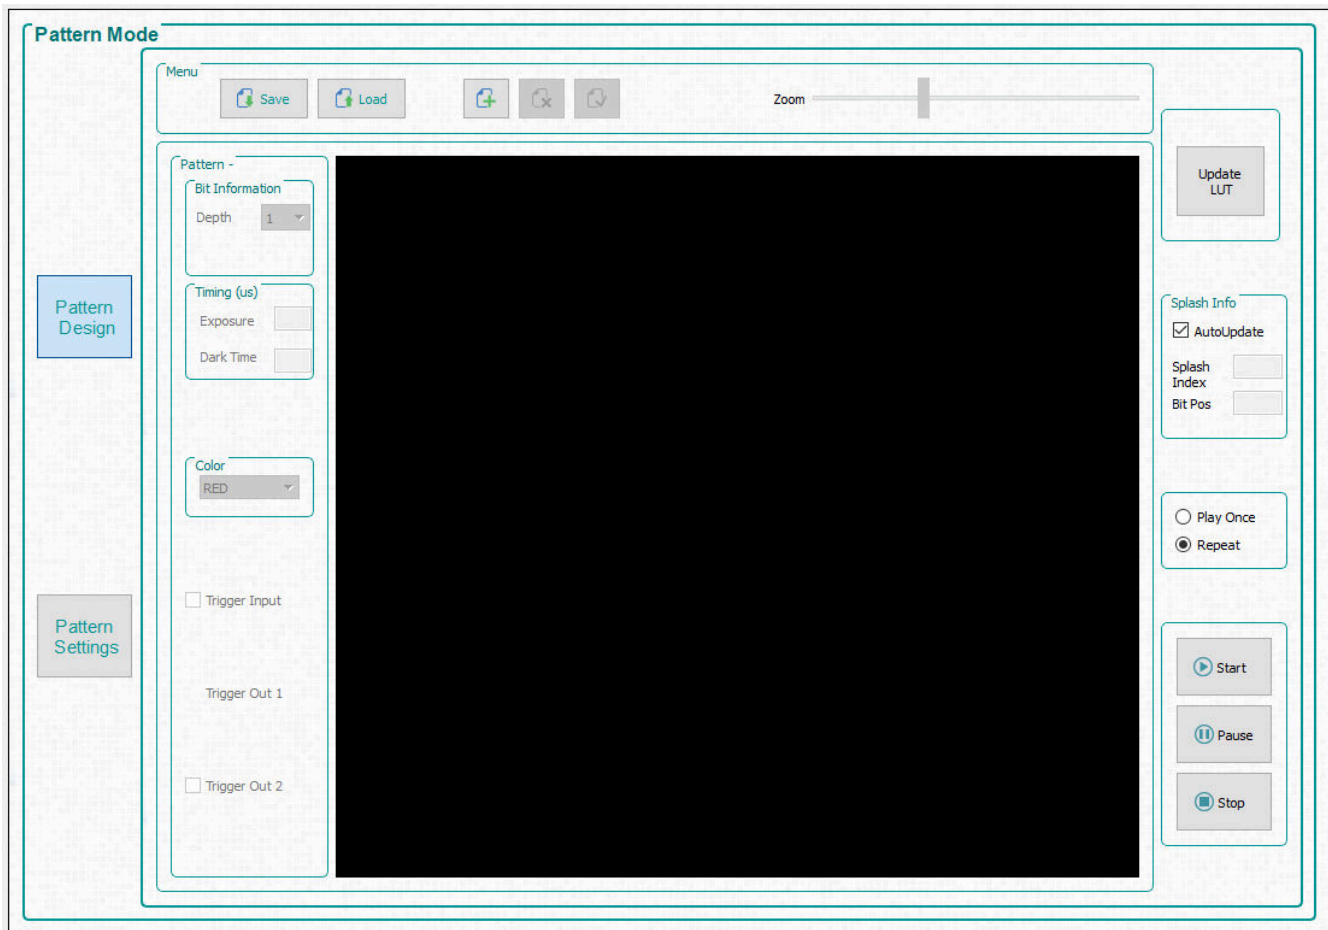 Pattern Mode
Menu
Save
Load
Zoom
Pattern -
Bit Information
Depth 1
Timing (us)
Exposure
Dark Time
Color
RED
Trigger Input
Trigger Out 1
Trigger Out 2
Pattern
Design
Pattern
Settings
Update
LUT
Splash Info
AutoUpdate
Splash
Index
Bit Pos
Play Once
Repeat
Start
Pause
Stop